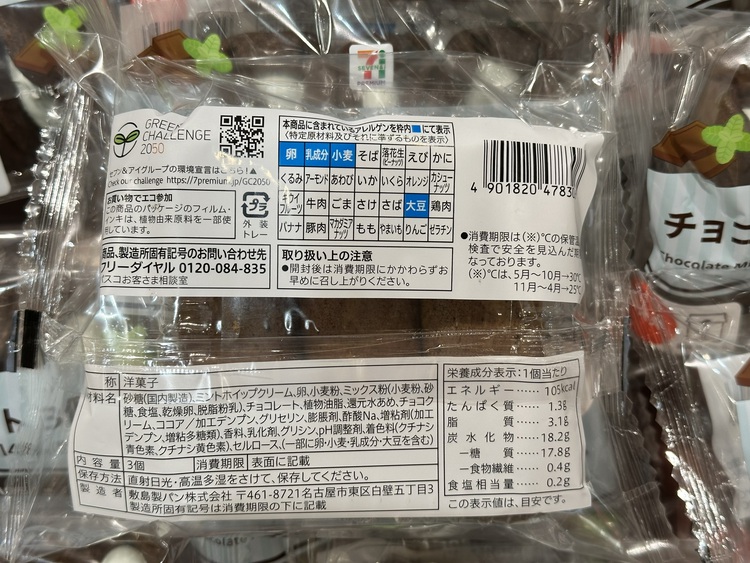 7
SEVEN&i
PREMIUM
GREEN
CHALLENGE
2050
セブン&アイグループの環境宣言はこちら!▲
Check our challenge https://7premium.jp/GC2050
お買い物でエコ参加
この商品のパッケージのフィルム・
インキは、植物由来原料を一部使
用しています。
プラ
外装
トレー
商品、製造所固有記号のお問い合わせ先
フリーダイヤル 0120-084-835
パスコお客さま相談室
本商品に含まれているアレルゲンを枠内■にて表示
〈特定原材料及びそれに準ずるものを表示〉
卵 乳成分 小麦 そば 落花生(ピーナッツ) えび かに
くるみ アーモンド あわび いか いくら オレンジ カシューナッツ
キウイフルーツ 牛肉 ごま さけ さば 大豆 鶏肉
バナナ 豚肉 マカダミアナッツ もも やまいも りんご ゼラチン
取り扱い上の注意
●開封後は消費期限にかかわらずお
早めに召し上がりください。
4 901820 4783
●消費期限は(※)℃の保管温
検査で安全を見込んだ期
なっております。
(※)℃は、5月〜10月→30℃
11月〜4月→25℃
チョコ
Chocolate Mi
称 洋菓子
砂糖(国内製造)、ミントホイップクリーム、卵、小麦粉、ミックス粉(小麦粉、砂
糖、食塩、乾燥卵、脱脂粉乳)、チョコレート、植物油脂、還元水あめ、チョコク
リーム、ココア/加工デンプン、グリセリン、膨脹剤、酢酸Na、増粘剤(加工
デンプン、増粘多糖類)、香料、乳化剤、グリシン、pH調整剤、着色料(クチナシ
青色素、クチナシ黄色素)、セルロース、(一部に卵・小麦・乳成分・大豆を含む)
原材料名
内容量 3個 消費期限 表面に記載
保存方法 直射日光・高温多湿をさけて、保存してください。
製造者 敷島製パン株式会社 〒461-8721名古屋市東区白壁五丁目3
製造所固有記号は消費期限の下に記載
栄養成分表示:1個当たり
エネルギー……105kcal
たんぱく質……1.3g
脂質……3.1g
炭水化物……18.2g
―糖質……17.8g
―食物繊維……0.4g
食塩相当量……0.2g
この表示値は、目安です。